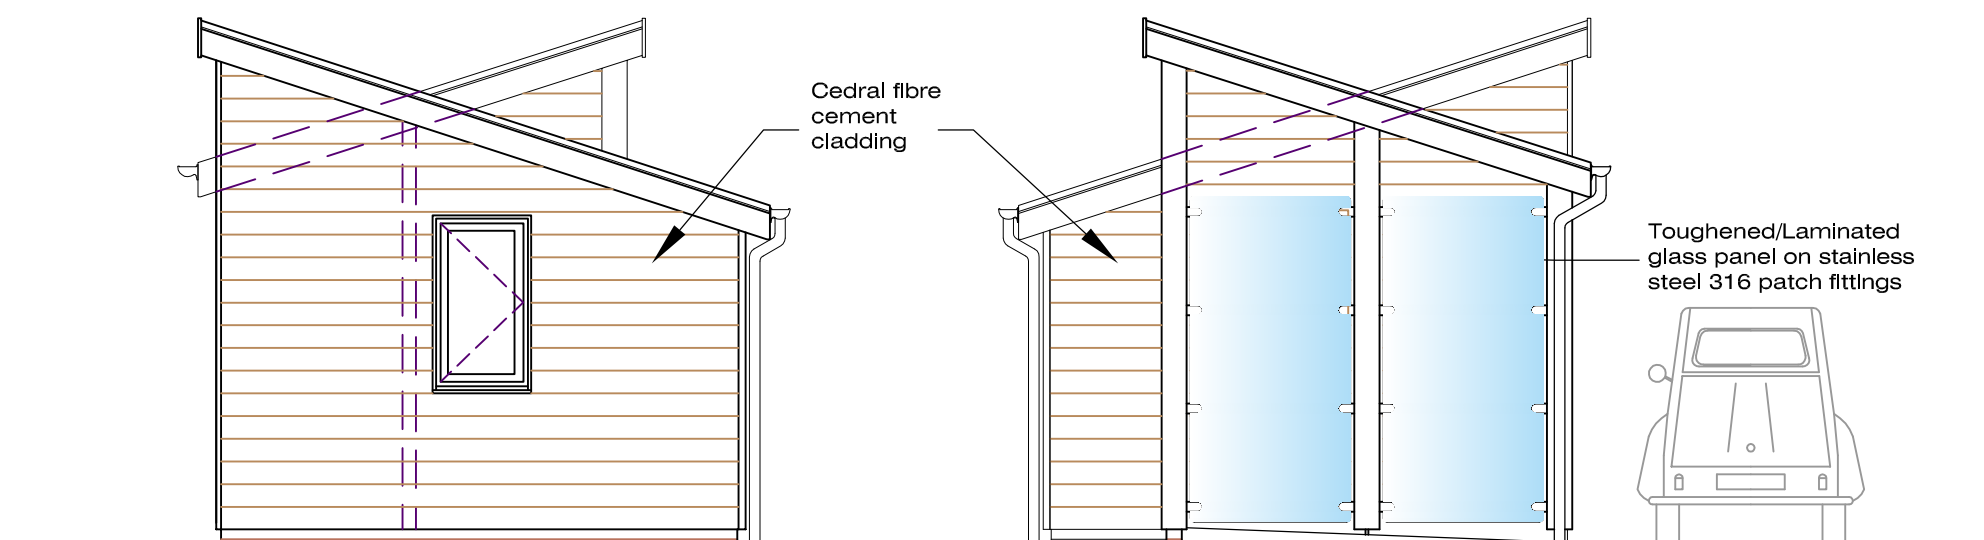 Cedral fibre
cement
cladding
Toughened/Laminated
glass panel on stainless
steel 316 patch fittings